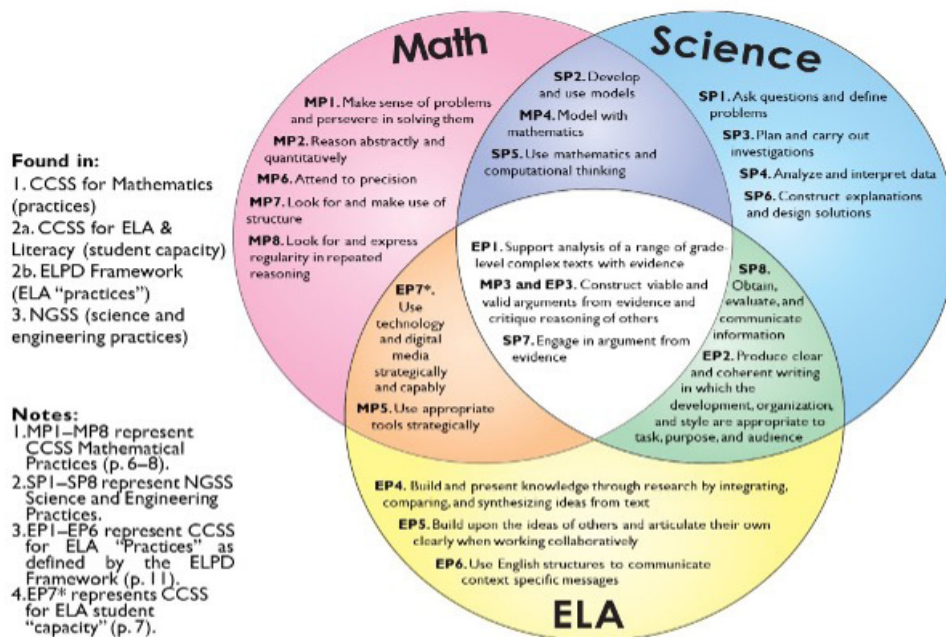 Math
Science
MP1. Make sense of problems
and persevere in solving them
MP2. Reason abstractly and
quantitatively
MP6. Attend to precision
MP7. Look for and make use of
structure
MP8. Look for and express
regularity in repeated
reasoning
SP2. Develop
and use models
MP4. Model with
mathematics
SP5. Use mathematics and
computational thinking
SP1. Ask questions and define
problems
SP3. Plan and carry out
investigations
SP4. Analyze and interpret data
SP6. Construct explanations
and design solutions
Found in:
1. CCSS for Mathematics
(practices)
2a. CCSS for ELA &
Literacy (student capacity)
2b. ELPD Framework
(ELA “practices”)
3. NGSS (science and
engineering practices)
EP1. Support analysis of a range of grade-
level complex texts with evidence
MP3 and EP3. Construct viable and
valid arguments from evidence and
critique reasoning of others
SP7. Engage in argument from
evidence
EP7*.
Use
technology
and digital
media
strategically
and capably
MP5. Use appropriate
tools strategically
SP8.
Obtain,
evaluate, and
communicate
information
EP2. Produce clear
and coherent writing
in which the
development, organization,
and style are appropriate to
task, purpose, and audience
Notes:
1.MP1–MP8 represent
CCSS Mathematical
Practices (p. 6–8).
2.SP1–SP8 represent NGSS
Science and Engineering
Practices.
3.EP1–EP6 represent CCSS
for ELA “Practices” as
defined by the ELPD
Framework (p. 11).
4.EP7* represents CCSS
for ELA student
“capacity” (p. 7).
EP4. Build and present knowledge through research by integrating,
comparing, and synthesizing ideas from text
EP5. Build upon the ideas of others and articulate their own
clearly when working collaboratively
EP6. Use English structures to communicate
context specific messages
ELA